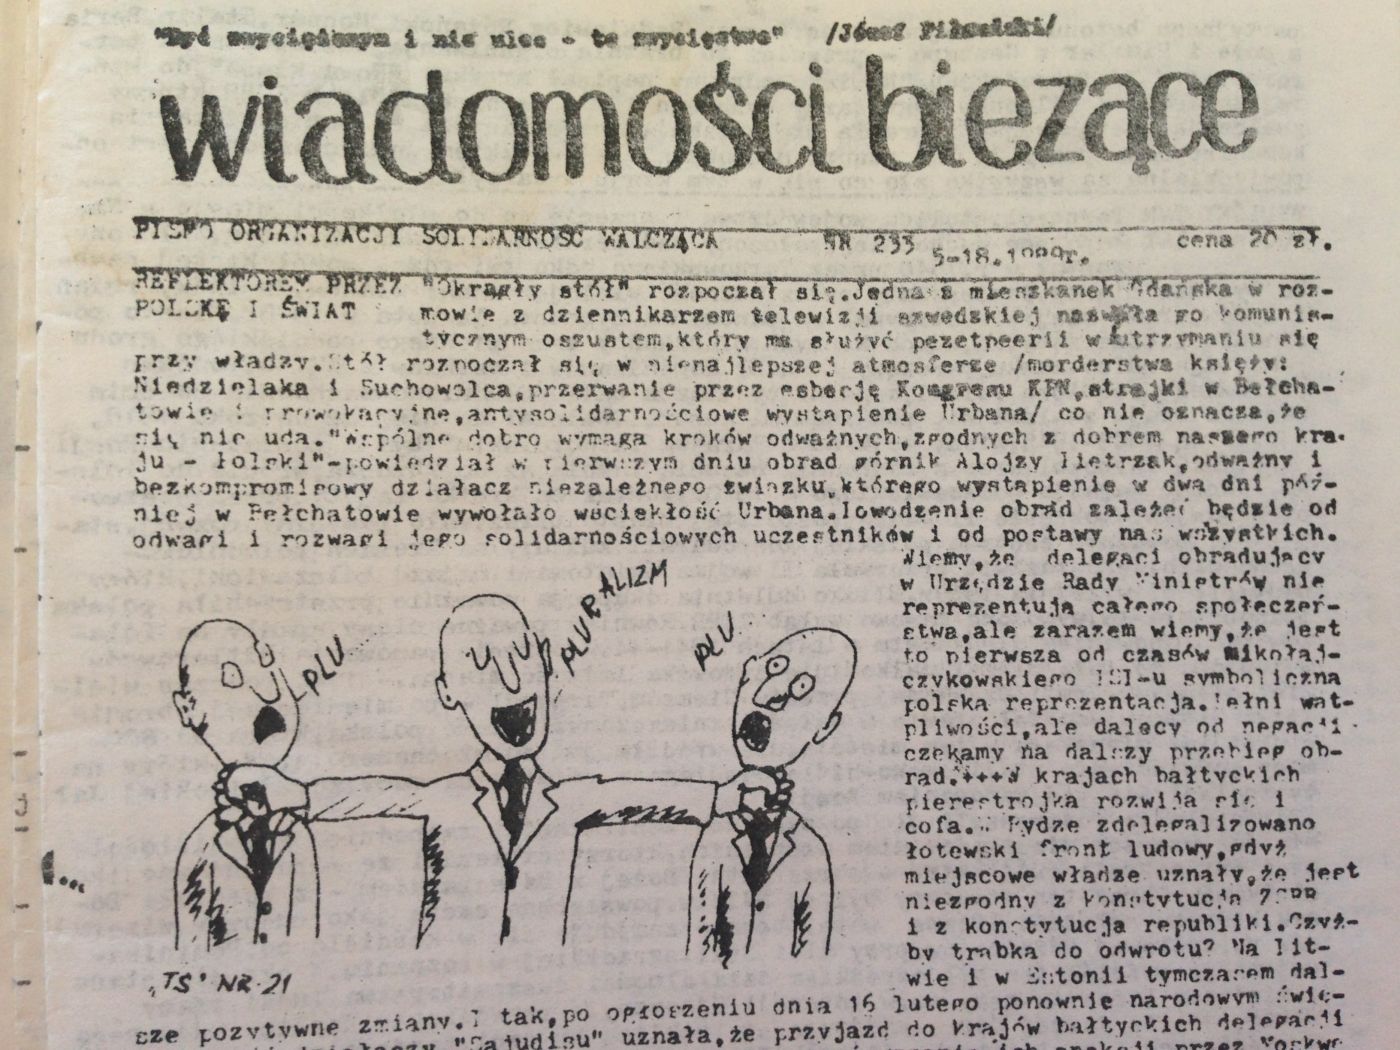 "Być zwyciężonym i nie ulec - to zwycięstwo" /Józef Piłsudski/
wiadomości bieżące
PISMO ORGANIZACJI SOLIDARNOŚĆ WALCZĄCA NR 233 5-18. cena 20 zł.
REFLEKTOREM PRZEZ "Okrągły stół" rozpoczął się.Jedna z mieszkanek Gdańska w roz-
POLSKĘ I ŚWIAT mowie z dziennikarzem telewizji szwedzkiej nazwała go komunis-
tycznym oszustem,który ma służyć pezetpeerii w utrzymaniu się
przy władzy.Stół rozpoczął się w nienajlepszej atmosferze /morderstwa księży:
Niedzielaka i Suchowolca,przerwanie przez esbecję Kongresu KPN,strajki w Bełcha-
towie i prowokacyjne,antysolidarnościowe wystąpienie Urbana/ co nie oznacza,że
się nie uda."Wspólne dobro wymaga kroków odważnych,zgodnych z dobrem naszego kra-
ju - Polski"-powiedział w pierwszym dniu obrad górnik Alojzy Pietrzak,odważny i
bezkompromisowy działacz niezależnego związku,którego wystąpienie w dwa dni póź-
niej w Bełchatowie wywołało wściekłość Urbana.Powodzenie obrad zależeć będzie od
odwagi i rozwagi jego solidarnościowych uczestników i od postawy nas wszystkich.
Wiemy,że delegaci obradujący
w Urzędzie Rady Ministrów nie
reprezentują całego społeczeń-
stwa,ale zarazem wiemy,że jest
to pierwsza od czasów mikołaj-
czykowskiego PSL-u symboliczna
polska reprezentacja.Pełni wąt-
pliwości,ale dalecy od negacji
czekamy na dalszy przebieg ob-
rad.+++W krajach bałtyckich
pierestrojka rozwija się i
cofa.W Rydze zdelegalizowano
łotewski front ludowy,gdyż
miejscowe władze uznały,że jest
niezgodny z konstytucją ZSRR
i z konstytucją republiki.Czyż-
by trąbka do odwrotu? Na Lit-
wie i w Estonii tymczasem dal-
PLU
PLURALIZM
PLU
"TS" NR 21
sze pozytywne zmiany.I tak,po ogłoszeniu dnia 16 lutego ponownie narodowym świę-
działaczy "Sajudisu" uznała,że przyjazd do krajów bałtyckich delegacji
przez Moskwę